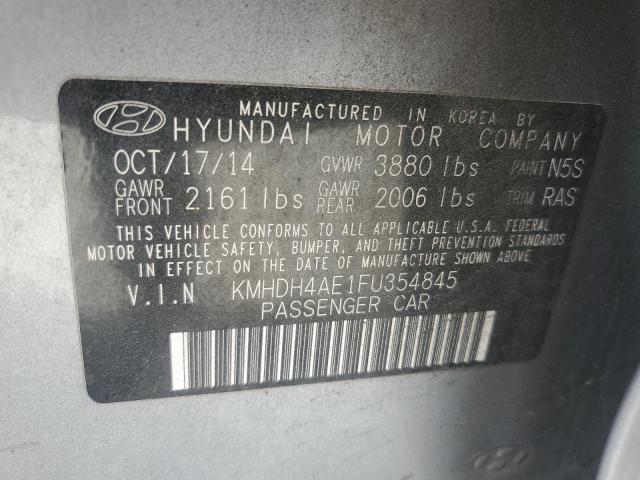 MANUFACTURED IN KOREA BY
HYUNDAI MOTOR COMPANY
OCT/17/14 GVWR 3880 lbs PAINT N5S
GAWR FRONT 2161 lbs GAWR REAR 2006 lbs TRIM RAS
THIS VEHICLE CONFORMS TO ALL APPLICABLE U.S.A. FEDERAL
MOTOR VEHICLE SAFETY, BUMPER, AND THEFT PREVENTION STANDARDS
IN EFFECT ON THE DATE OF MANUFACTURE SHOWN ABOVE.
V.I.N KMHDH4AE1FU354845
PASSENGER CAR